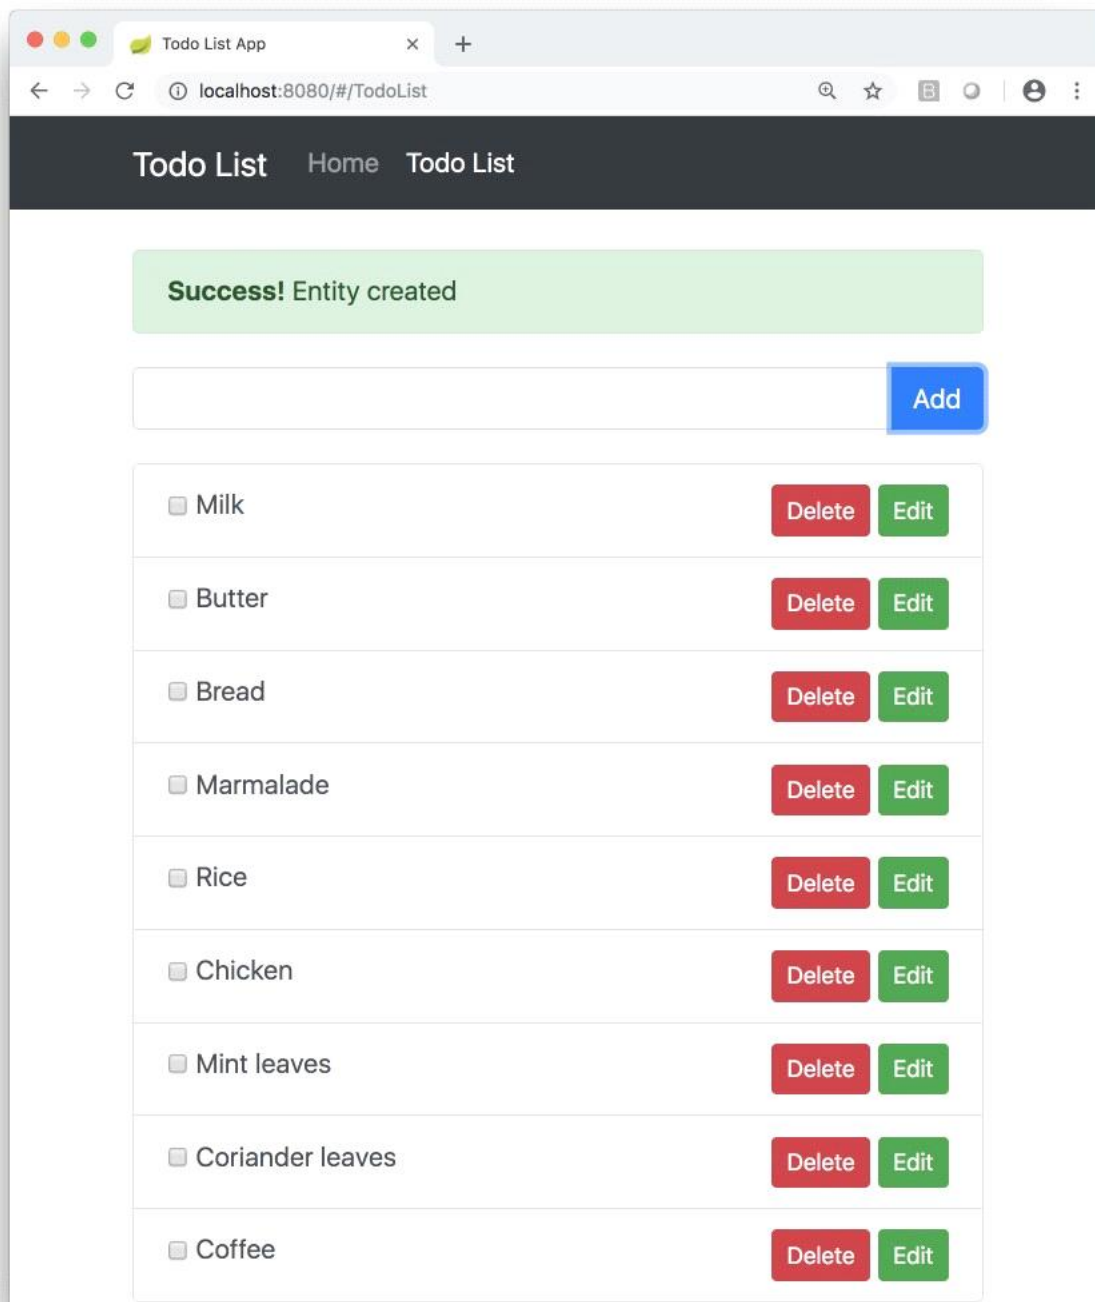 Todo List App
localhost:8080/#/TodoList
Todo List Home Todo List
Success! Entity created
Add
Milk Delete Edit
Butter Delete Edit
Bread Delete Edit
Marmalade Delete Edit
Rice Delete Edit
Chicken Delete Edit
Mint leaves Delete Edit
Coriander leaves Delete Edit
Coffee Delete Edit